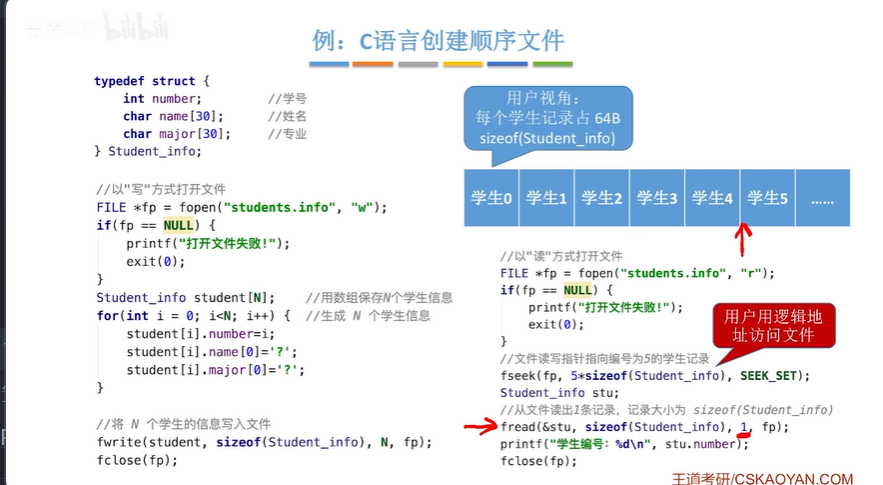 例：C语言创建顺序文件
typedef struct {
int number; //学号
char name[30]; //姓名
char major[30]; //专业
} Student_info;
//以"写"方式打开文件
FILE *fp = fopen("students.info", "w");
if(fp == NULL) {
printf("打开文件失败!");
exit(0);
}
Student_info student[N]; //用数组保存N个学生信息
for(int i = 0; i<N; i++) { //生成 N 个学生信息
student[i].number=i;
student[i].name[0]='?';
student[i].major[0]='?';
}
//将 N 个学生的信息写入文件
fwrite(student, sizeof(Student_info), N, fp);
fclose(fp);
用户视角：
每个学生记录占 64B
sizeof(Student_info)
学生0 学生1 学生2 学生3 学生4 学生5 ......
//以"读"方式打开文件
FILE *fp = fopen("students.info", "r");
if(fp == NULL) {
printf("打开文件失败!");
exit(0);
}
用户用逻辑地
址访问文件
//文件读写指针指向编号为5的学生记录
fseek(fp, 5*sizeof(Student_info), SEEK_SET);
Student_info stu;
//从文件读出1条记录，记录大小为 sizeof(Student_info)
fread(&stu, sizeof(Student_info), 1, fp);
printf("学生编号：%d\n", stu.number);
fclose(fp);
王道考研/CSKAOYAN.COM
bilibili